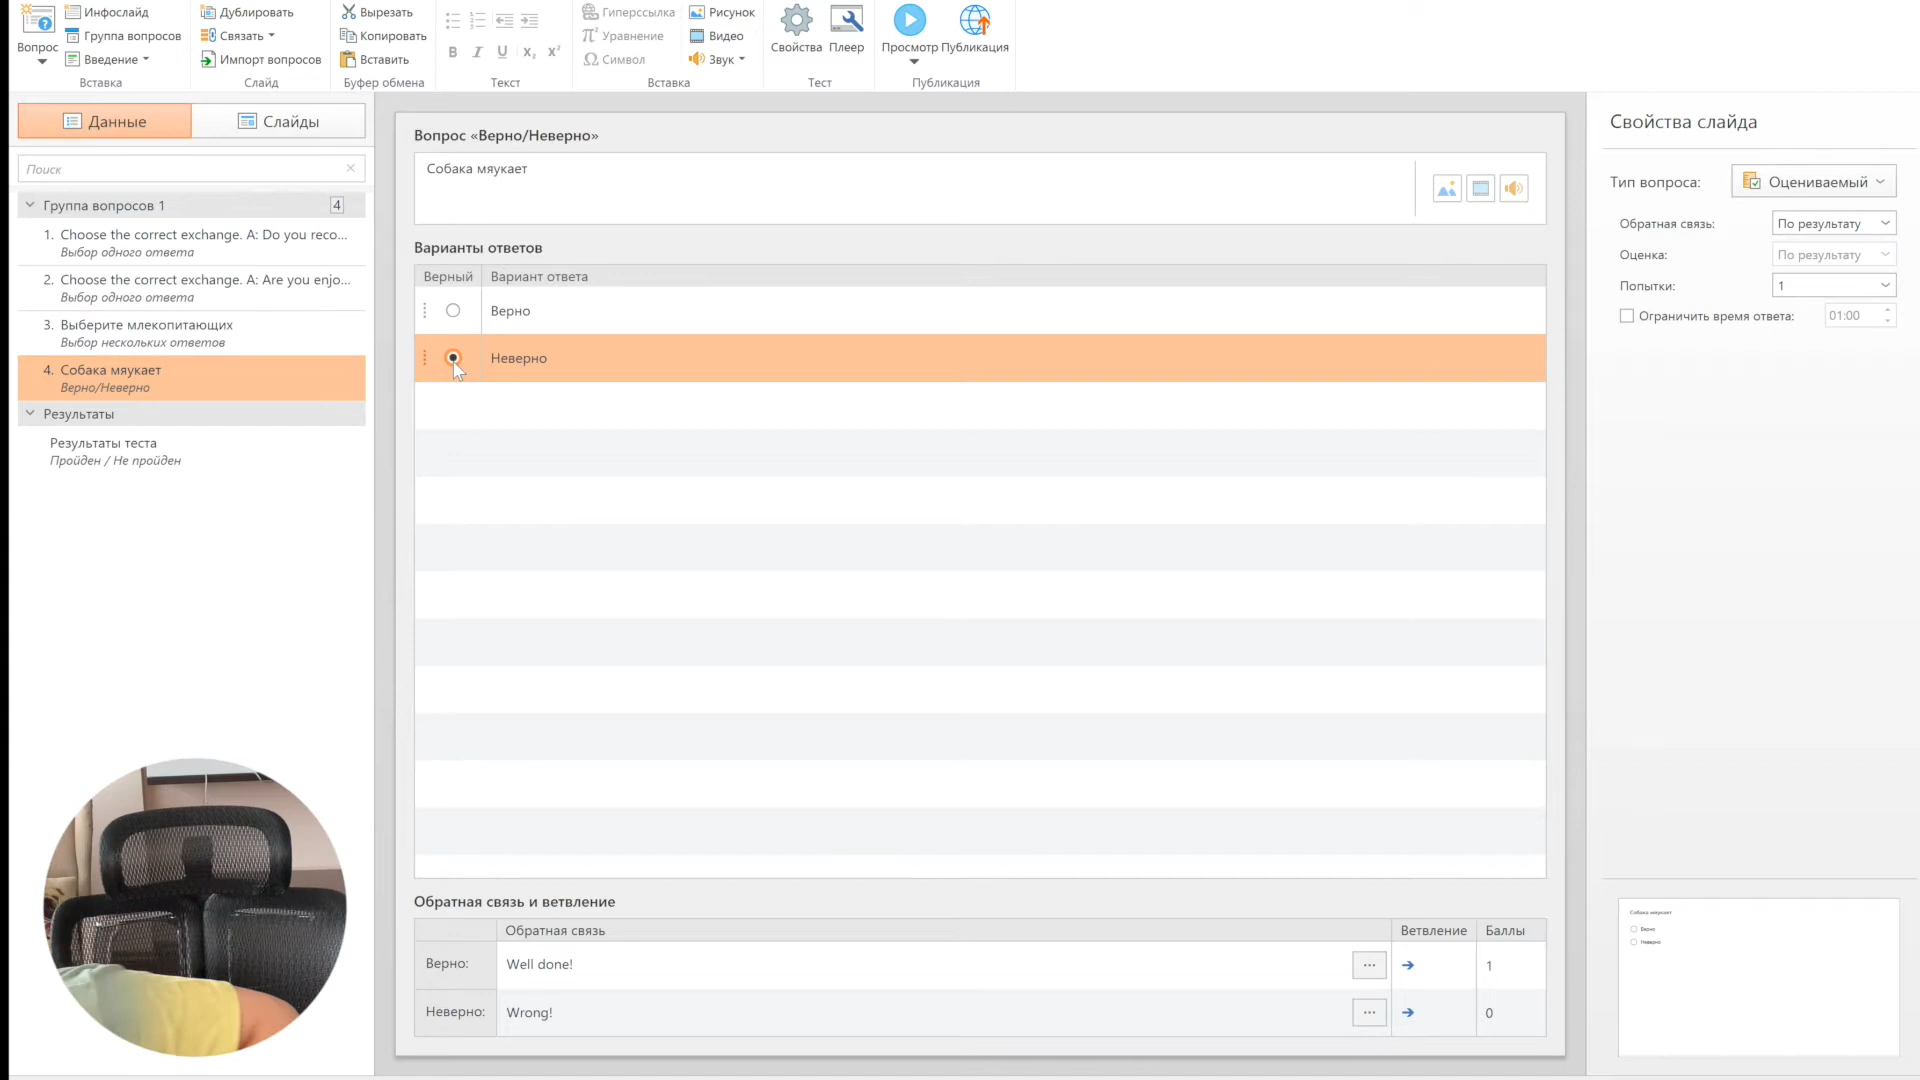 Вопрос
Инфослайд
Группа вопросов
Введение
Вставка
Дублировать
Связать
Импорт вопросов
Слайд
Вырезать
Копировать
Вставить
Буфер обмена
B I U X₂ X²
Текст
Гиперссылка
Уравнение
Символ
Рисунок
Видео
Звук
Вставка
Свойства
Плеер
Тест
Просмотр
Публикация
Публикация
Данные
Слайды
Поиск
Группа вопросов 1
4
1. Choose the correct exchange. A: Do you reco...
Выбор одного ответа
2. Choose the correct exchange. A: Are you enjo...
Выбор одного ответа
3. Выберите млекопитающих
Выбор нескольких ответов
4. Собака мяукает
Верно/Неверно
Результаты
Результаты теста
Пройден / Не пройден
Вопрос «Верно/Неверно»
Собака мяукает
Варианты ответов
Верный Вариант ответа
Верно
Неверно
Обратная связь и ветвление
Обратная связь Ветвление Баллы
Верно: Well done! ... 1
Неверно: Wrong! ... 0
Свойства слайда
Тип вопроса: Оцениваемый
Обратная связь: По результату
Оценка: По результату
Попытки: 1
Ограничить время ответа: 01:00
Собака мяукает
Верно
Неверно